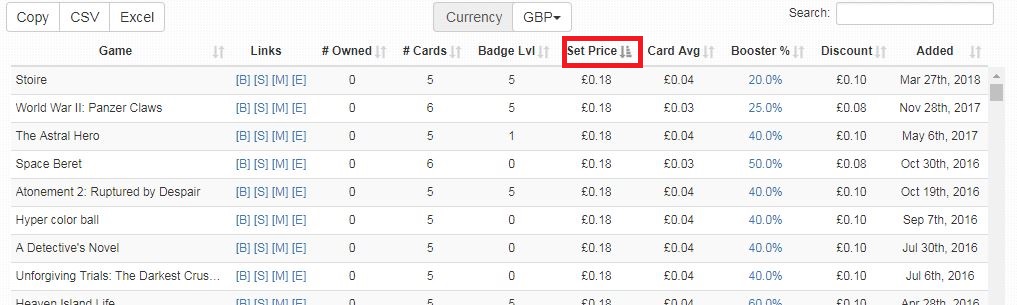 Copy CSV Excel Currency GBP Search:
Game Links # Owned # Cards Badge Lvl Set Price Card Avg Booster % Discount Added
Stoire [B] [S] [M] [E] 0 5 5 £0.18 £0.04 20.0% £0.10 Mar 27th, 2018
World War II: Panzer Claws [B] [S] [M] [E] 0 6 5 £0.18 £0.03 25.0% £0.08 Nov 28th, 2017
The Astral Hero [B] [S] [M] [E] 0 5 1 £0.18 £0.04 40.0% £0.10 May 6th, 2017
Space Beret [B] [S] [M] [E] 0 6 0 £0.18 £0.03 50.0% £0.08 Oct 30th, 2016
Atonement 2: Ruptured by Despair [B] [S] [M] [E] 0 5 5 £0.18 £0.04 40.0% £0.10 Oct 19th, 2016
Hyper color ball [B] [S] [M] [E] 0 5 0 £0.18 £0.04 40.0% £0.10 Sep 7th, 2016
A Detective's Novel [B] [S] [M] [E] 0 5 0 £0.18 £0.04 40.0% £0.10 Jul 30th, 2016
Unforgiving Trials: The Darkest Crus... [B] [S] [M] [E] 0 5 0 £0.18 £0.04 40.0% £0.10 Jul 6th, 2016
Heaven Island Life [B] [S] [M] [E] 0 5 0 £0.18 £0.04 60.0% £0.10 Apr 28th, 2016